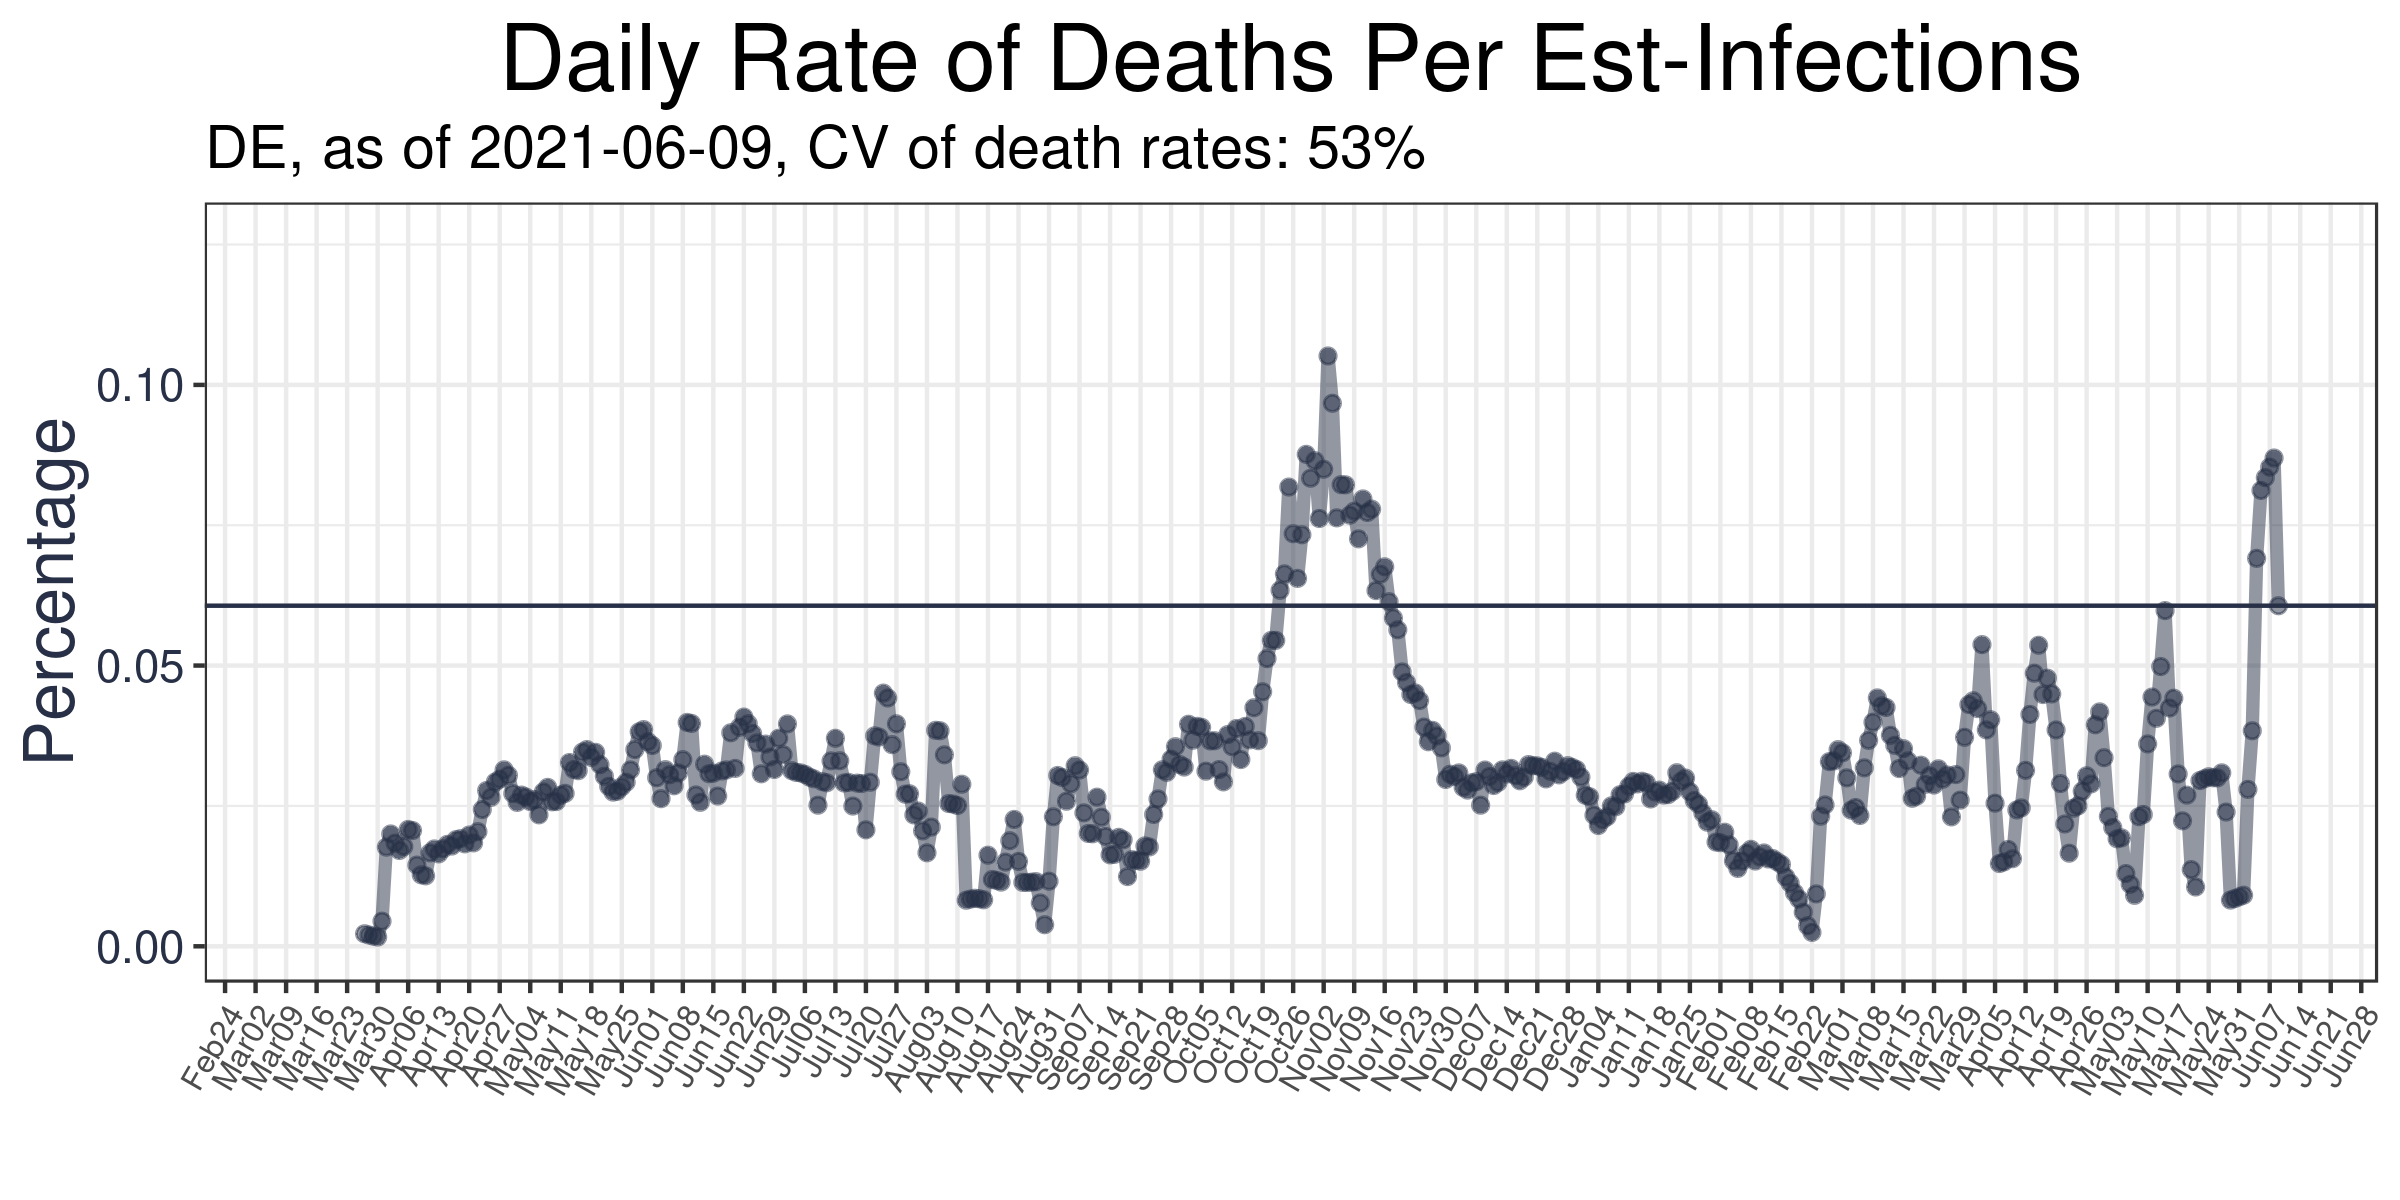 Daily Rate of Deaths Per Est-Infections
DE, as of 2021-06-09, CV of death rates: 53%
Percentage
0.10
0.05
0.00
Feb24
Mar02
Mar09
Mar16
Mar23
Mar30
Apr06
Apr13
Apr20
Apr27
May04
May11
May18
May25
Jun01
Jun08
Jun15
Jun22
Jun29
Jul06
Jul13
Jul20
Jul27
Aug03
Aug10
Aug17
Aug24
Aug31
Sep07
Sep14
Sep21
Sep28
Oct05
Oct12
Oct19
Oct26
Nov02
Nov09
Nov16
Nov23
Nov30
Dec07
Dec14
Dec21
Dec28
Jan04
Jan11
Jan18
Jan25
Feb01
Feb08
Feb15
Feb22
Mar01
Mar08
Mar15
Mar22
Mar29
Apr05
Apr12
Apr19
Apr26
May03
May10
May17
May24
May31
Jun07
Jun14
Jun21
Jun28